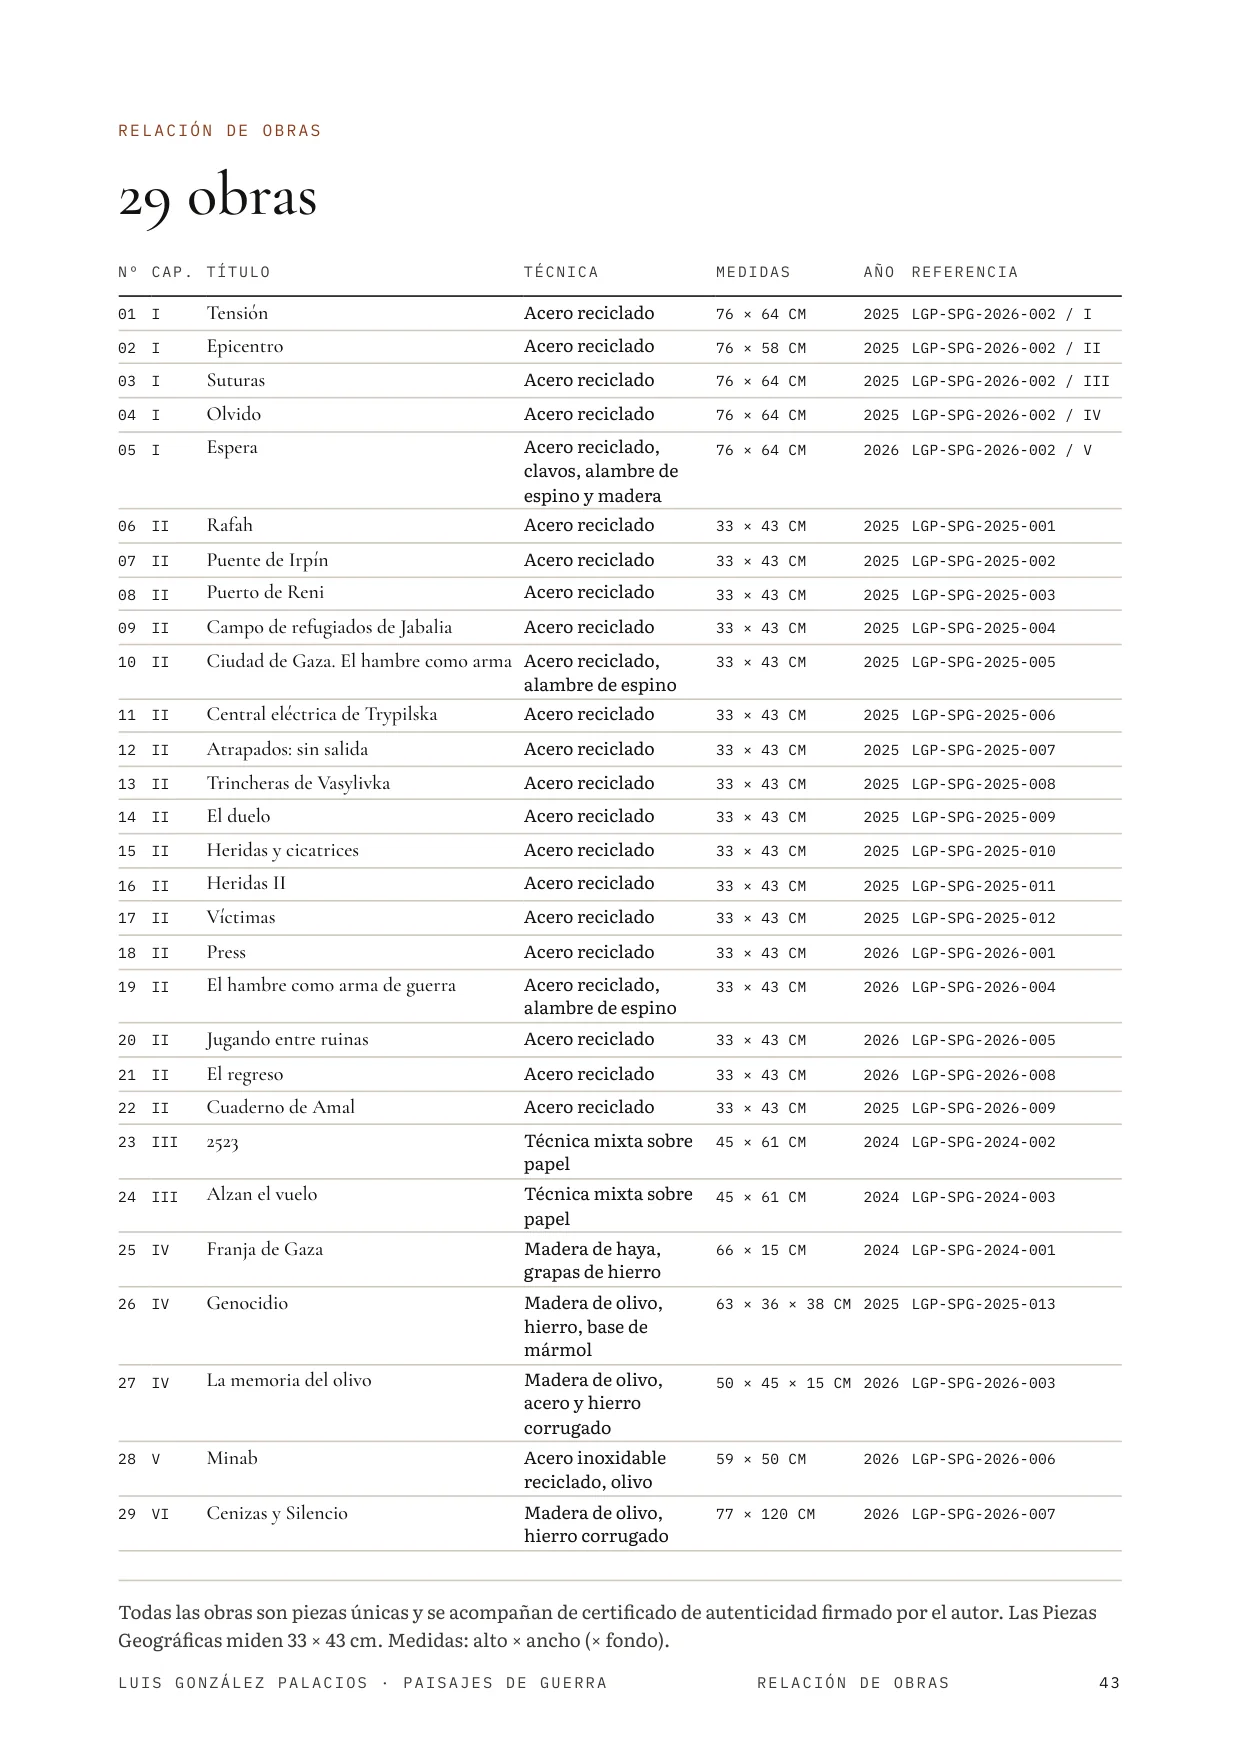 RELACIÓN DE OBRAS
29 obras
Nº CAP. TÍTULO TÉCNICA MEDIDAS AÑO REFERENCIA
01 I Tensión Acero reciclado 76 × 64 CM 2025 LGP-SPG-2026-002 / I
02 I Epicentro Acero reciclado 76 × 58 CM 2025 LGP-SPG-2026-002 / II
03 I Suturas Acero reciclado 76 × 64 CM 2025 LGP-SPG-2026-002 / III
04 I Olvido Acero reciclado 76 × 64 CM 2025 LGP-SPG-2026-002 / IV
05 I Espera Acero reciclado, 76 × 64 CM 2026 LGP-SPG-2026-002 / V
clavos, alambre de
espino y madera
06 II Rafah Acero reciclado 33 × 43 CM 2025 LGP-SPG-2025-001
07 II Puente de Irpín Acero reciclado 33 × 43 CM 2025 LGP-SPG-2025-002
08 II Puerto de Reni Acero reciclado 33 × 43 CM 2025 LGP-SPG-2025-003
09 II Campo de refugiados de Jabalia Acero reciclado 33 × 43 CM 2025 LGP-SPG-2025-004
10 II Ciudad de Gaza. El hambre como arma Acero reciclado, 33 × 43 CM 2025 LGP-SPG-2025-005
alambre de espino
11 II Central eléctrica de Trypilska Acero reciclado 33 × 43 CM 2025 LGP-SPG-2025-006
12 II Atrapados: sin salida Acero reciclado 33 × 43 CM 2025 LGP-SPG-2025-007
13 II Trincheras de Vasylivka Acero reciclado 33 × 43 CM 2025 LGP-SPG-2025-008
14 II El duelo Acero reciclado 33 × 43 CM 2025 LGP-SPG-2025-009
15 II Heridas y cicatrices Acero reciclado 33 × 43 CM 2025 LGP-SPG-2025-010
16 II Heridas II Acero reciclado 33 × 43 CM 2025 LGP-SPG-2025-011
17 II Víctimas Acero reciclado 33 × 43 CM 2025 LGP-SPG-2025-012
18 II Press Acero reciclado 33 × 43 CM 2026 LGP-SPG-2026-001
19 II El hambre como arma de guerra Acero reciclado, 33 × 43 CM 2026 LGP-SPG-2026-004
alambre de espino
20 II Jugando entre ruinas Acero reciclado 33 × 43 CM 2026 LGP-SPG-2026-005
21 II El regreso Acero reciclado 33 × 43 CM 2026 LGP-SPG-2026-008
22 II Cuaderno de Amal Acero reciclado 33 × 43 CM 2025 LGP-SPG-2026-009
23 III 2523 Técnica mixta sobre 45 × 61 CM 2024 LGP-SPG-2024-002
papel
24 III Alzan el vuelo Técnica mixta sobre 45 × 61 CM 2024 LGP-SPG-2024-003
papel
25 IV Franja de Gaza Madera de haya, 66 × 15 CM 2024 LGP-SPG-2024-001
grapas de hierro
26 IV Genocidio Madera de olivo, 63 × 36 × 38 CM 2025 LGP-SPG-2025-013
hierro, base de
mármol
27 IV La memoria del olivo Madera de olivo, 50 × 45 × 15 CM 2026 LGP-SPG-2026-003
acero y hierro
corrugado
28 V Minab Acero inoxidable 59 × 50 CM 2026 LGP-SPG-2026-006
reciclado, olivo
29 VI Cenizas y Silencio Madera de olivo, 77 × 120 CM 2026 LGP-SPG-2026-007
hierro corrugado
Todas las obras son piezas únicas y se acompañan de certificado de autenticidad firmado por el autor. Las Piezas
Geográficas miden 33 × 43 cm. Medidas: alto × ancho (× fondo).
LUIS GONZÁLEZ PALACIOS · PAISAJES DE GUERRA RELACIÓN DE OBRAS 43